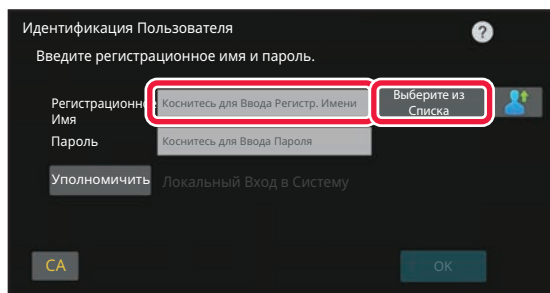 Идентификация Пользователя
?
Введите регистрационное имя и пароль.
Регистрационное
Имя
Коснитесь для Ввода Регистр. Имени
Выберите из
Списка
Пароль
Коснитесь для Ввода Пароля
Уполномичить
Локальный Вход в Систему
CA
OK